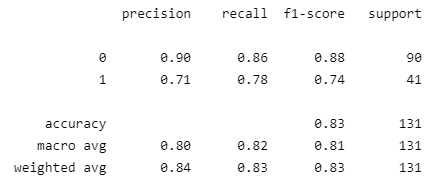 precision recall f1-score support
0 0.90 0.86 0.88 90
1 0.71 0.78 0.74 41
accuracy 0.83 131
macro avg 0.80 0.82 0.81 131
weighted avg 0.84 0.83 0.83 131